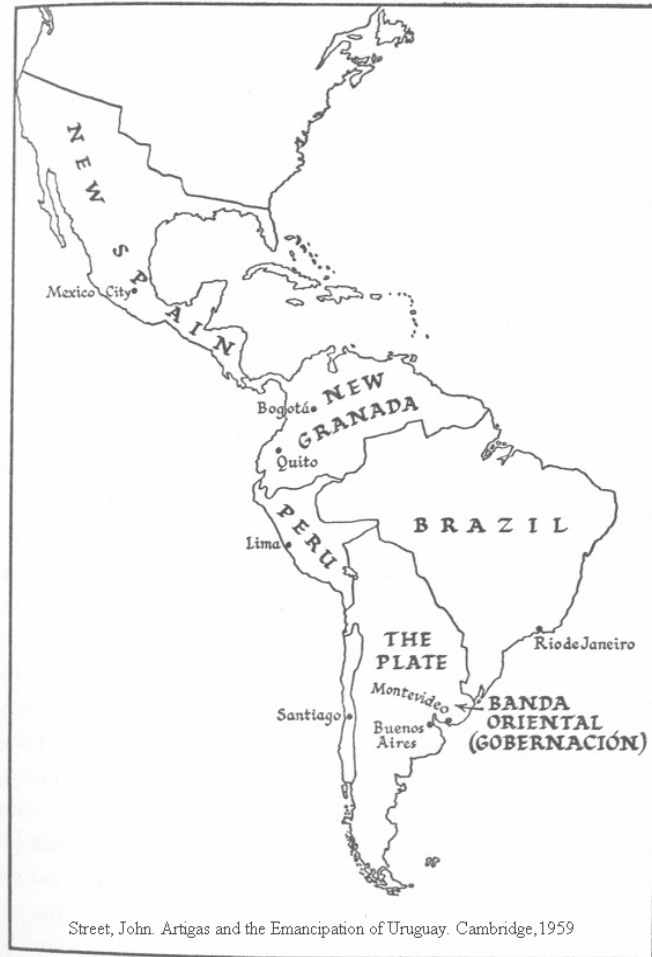 NEW SPAIN
Mexico City
Bogotá
NEW
GRANADA
Quito
PERU
Lima
BRAZIL
Rio de Janeiro
THE
PLATE
Montevideo
BANDA
ORIENTAL
(GOBERNACIÓN)
Santiago
Buenos
Aires
Street, John. Artigas and the Emancipation of Uruguay. Cambridge,1959